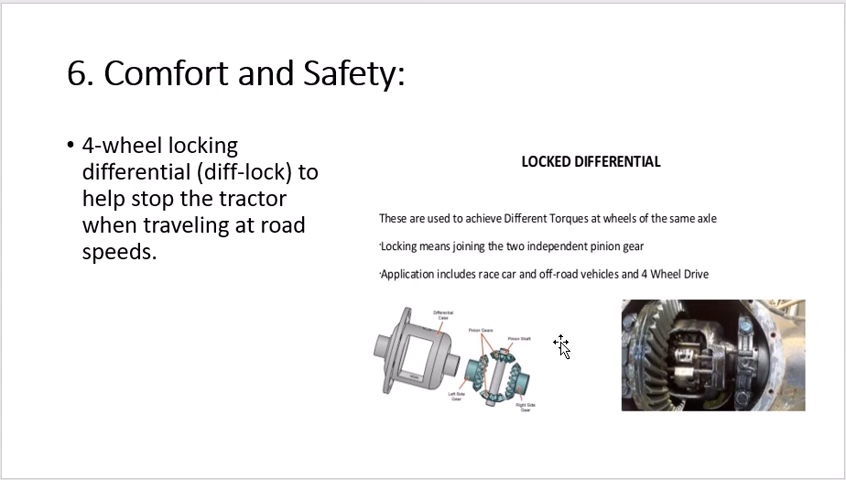 6. Comfort and Safety:
• 4-wheel locking
differential (diff-lock) to
help stop the tractor
when traveling at road
speeds.
LOCKED DIFFERENTIAL
These are used to achieve Different Torques at wheels of the same axle
·Locking means joining the two independent pinion gear
·Application includes race car and off-road vehicles and 4 Wheel Drive
Differential
Case
Pinion Gears
Pinion Shaft
Left Side
Gear
Right Side
Gear